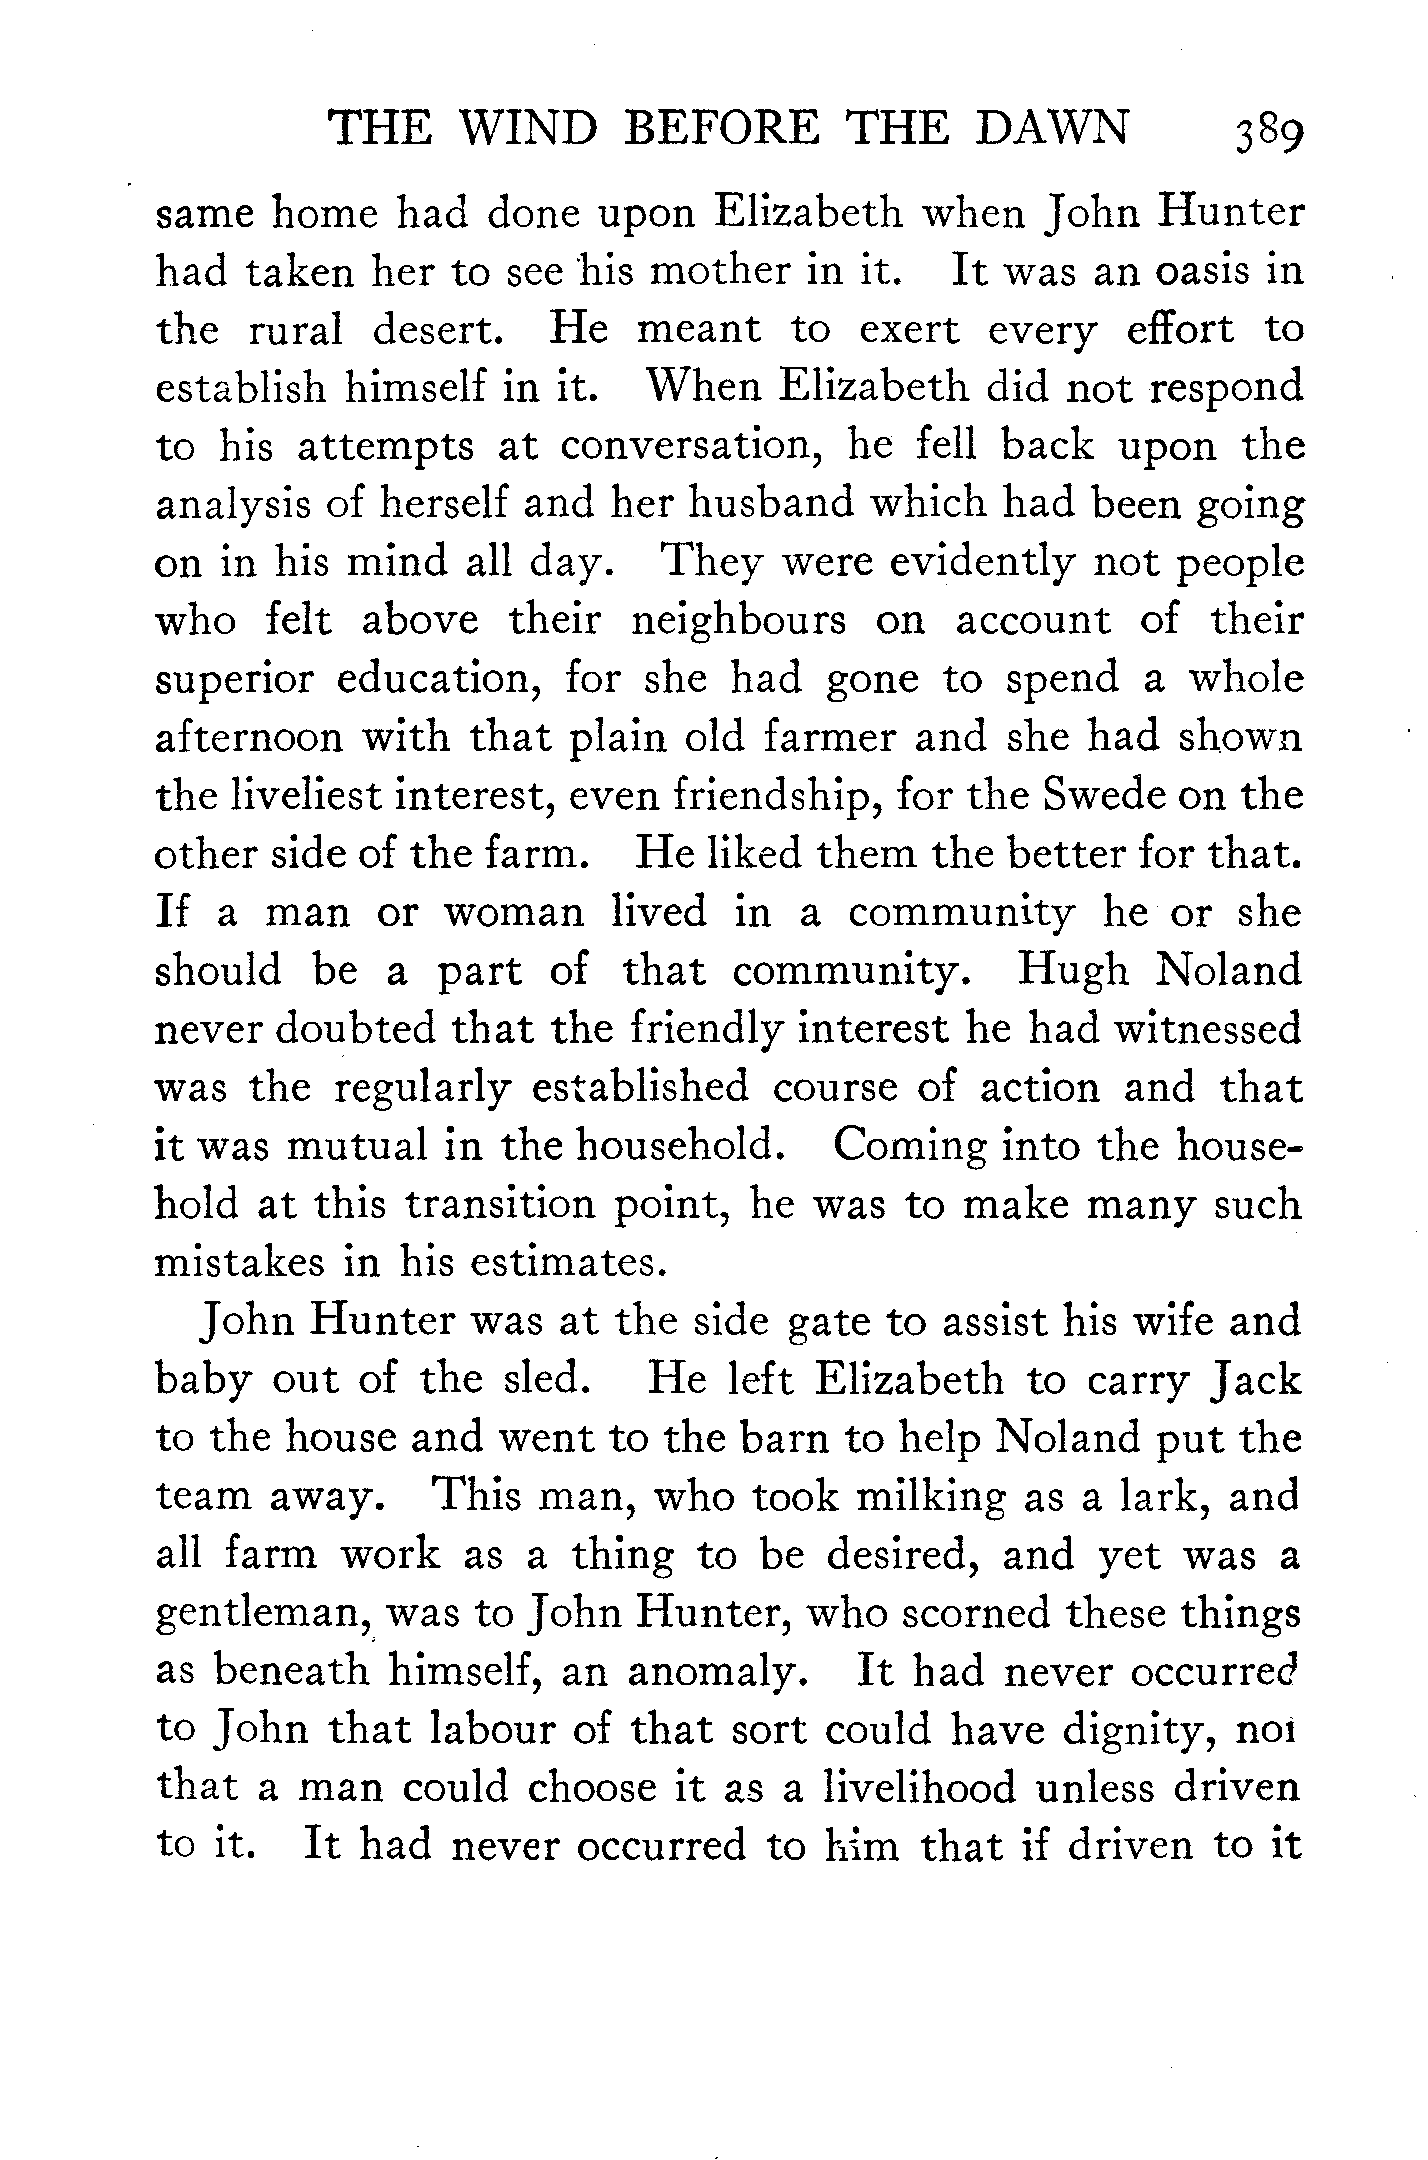 THE WIND BEFORE THE DAWN 389
same home had done upon Elizabeth when John Hunter
had taken her to see his mother in it. It was an oasis in
the rural desert. He meant to exert every effort to
establish himself in it. When Elizabeth did not respond
to his attempts at conversation, he fell back upon the
analysis of herself and her husband which had been going
on in his mind all day. They were evidently not people
who felt above their neighbours on account of their
superior education, for she had gone to spend a whole
afternoon with that plain old farmer and she had shown
the liveliest interest, even friendship, for the Swede on the
other side of the farm. He liked them the better for that.
If a man or woman lived in a community he or she
should be a part of that community. Hugh Noland
never doubted that the friendly interest he had witnessed
was the regularly established course of action and that
it was mutual in the household. Coming into the house-
hold at this transition point, he was to make many such
mistakes in his estimates.
John Hunter was at the side gate to assist his wife and
baby out of the sled. He left Elizabeth to carry Jack
to the house and went to the barn to help Noland put the
team away. This man, who took milking as a lark, and
all farm work as a thing to be desired, and yet was a
gentleman, was to John Hunter, who scorned these things
as beneath himself, an anomaly. It had never occurred
to John that labour of that sort could have dignity, nor
that a man could choose it as a livelihood unless driven
to it. It had never occurred to him that if driven to it